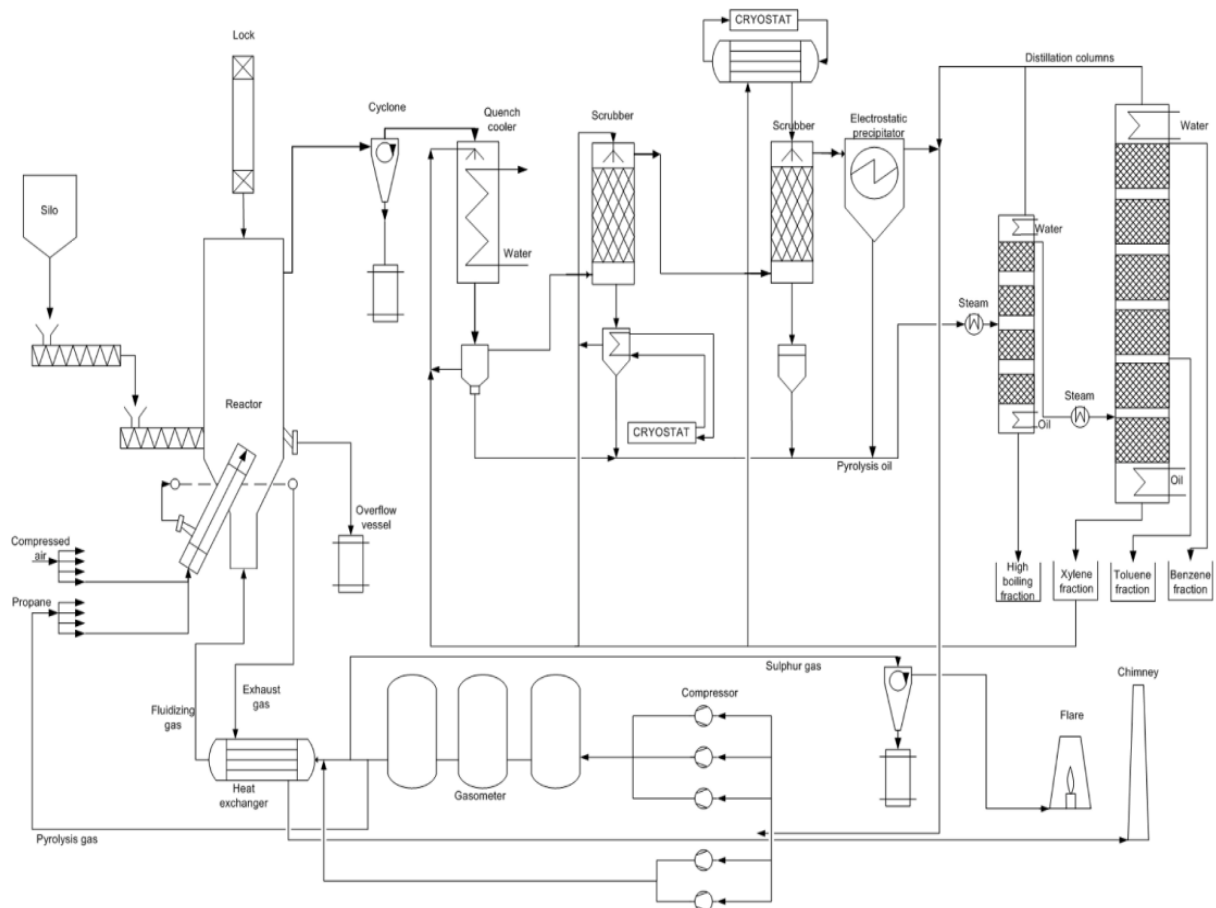 CRYOSTAT
Lock
Distillation columns
Cyclone
Quench
cooler
Scrubber
Scrubber
Electrostatic
precipitator
Water
Silo
Water
Water
Steam
Reactor
Steam
CRYOSTAT
Oil
Pyrolysis oil
Oil
Overflow
vessel
Compressed
air
High
boiling
fraction
Xylene
fraction
Toluene
fraction
Benzene
fraction
Propane
Sulphur gas
Chimney
Exhaust
gas
Fluidizing
gas
Compressor
Flare
Heat
exchanger
Gasometer
Pyrolysis gas